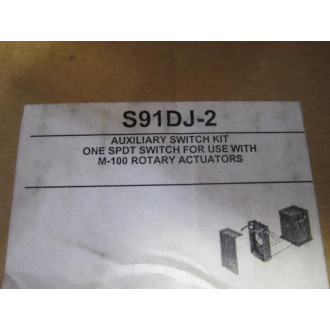 S91DJ-2
AUXILIARY SWITCH KIT
ONE SPDT SWITCH FOR USE WITH
M-100 ROTARY ACTUATORS